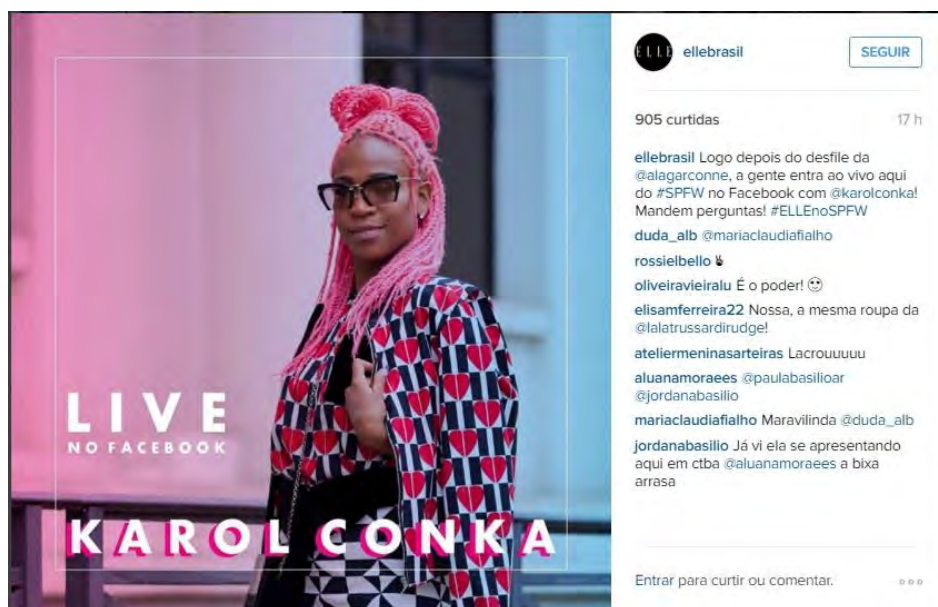 LIVE
NO FACEBOOK
KAROL CONKA
ELLE
ellebrasil
SEGUIR
905 curtidas
17 h
ellebrasil Logo depois do desfile da
@alagarconne, a gente entra ao vivo aqui
do #SPFW no Facebook com @karolconka!
Mandem perguntas! #ELLEnoSPFW
duda_alb @mariaclaudiafialho
rossielbello ✌
oliveiravieiralu É o poder! 😍
elisamferreira22 Nossa, a mesma roupa da
@lalatrussardirudge!
ateliermeninasarteiras Lacrouuuuu
aluanamoraees @paulabasilioar
@jordanabasilio
mariaclaudiafialho Maravilinda @duda_alb
jordanabasilio Já vi ela se apresentando
aqui em ctba @aluanamoraees a bixa
arrasa
Entrar para curtir ou comentar.